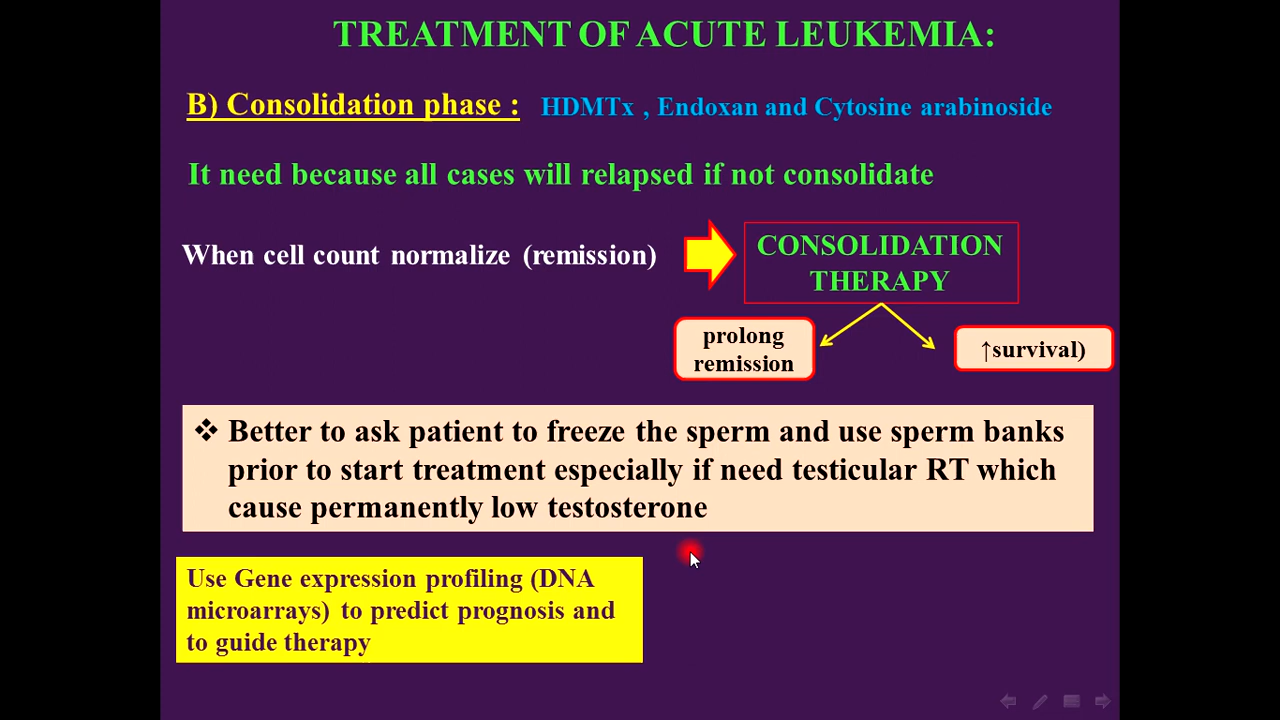 TREATMENT OF ACUTE LEUKEMIA:
B) Consolidation phase : HDMTx , Endoxan and Cytosine arabinoside
It need because all cases will relapsed if not consolidate
When cell count normalize (remission)
CONSOLIDATION
THERAPY
prolong
remission
↑survival)
❖ Better to ask patient to freeze the sperm and use sperm banks
prior to start treatment especially if need testicular RT which
cause permanently low testosterone
Use Gene expression profiling (DNA
microarrays) to predict prognosis and
to guide therapy